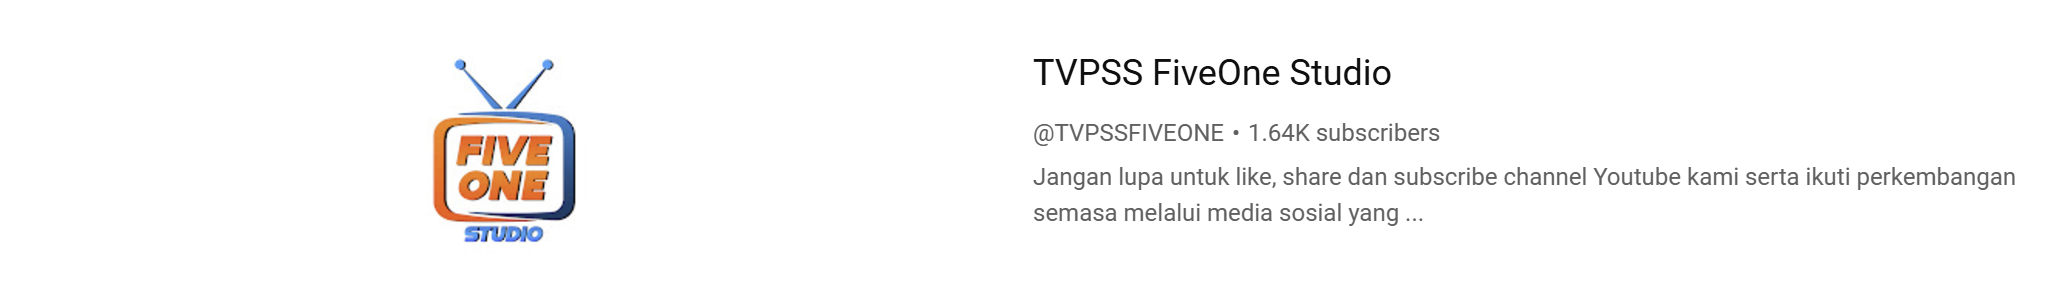 FIVE
ONE
STUDIO
TVPSS FiveOne Studio
@TVPSSFIVEONE • 1.64K subscribers
Jangan lupa untuk like, share dan subscribe channel Youtube kami serta ikuti perkembangan
semasa melalui media sosial yang ...